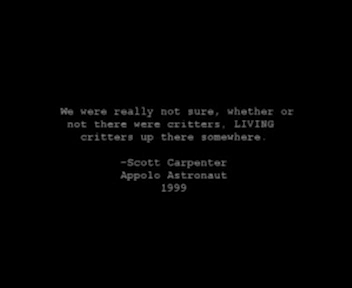 We were really not sure, whether or
not there were critters, LIVING
critters up there somewhere.
-Scott Carpenter
Appolo Astronaut
1999